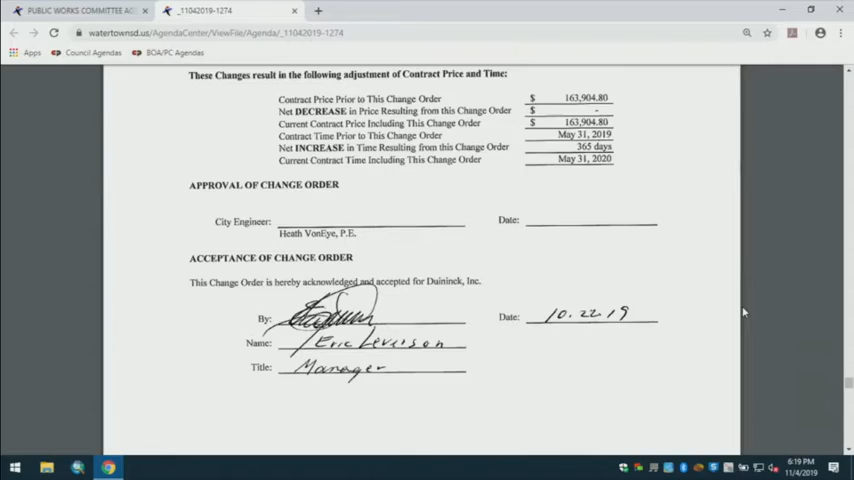 PUBLIC WORKS COMMITTEE AG
_11042019-1274
watertownsd.us/AgendaCenter/ViewFile/Agenda/_11042019-1274
Apps Council Agendas BOA/PC Agendas
These Changes result in the following adjustment of Contract Price and Time:
Contract Price Prior to This Change Order $ 163,904.80
Net DECREASE in Price Resulting from this Change Order $ -
Current Contract Price Including This Change Order $ 163,904.80
Contract Time Prior to This Change Order May 31, 2019
Net INCREASE in Time Resulting from this Change Order 365 days
Current Contract Time Including This Change Order May 31, 2020
APPROVAL OF CHANGE ORDER
City Engineer: Date:
Heath VonEye, P.E.
ACCEPTANCE OF CHANGE ORDER
This Change Order is hereby acknowledged and accepted for Duininck, Inc.
By: Date: 10.22.19
Name: Eric Leverson
Title: Manager
6:19 PM
11/4/2019